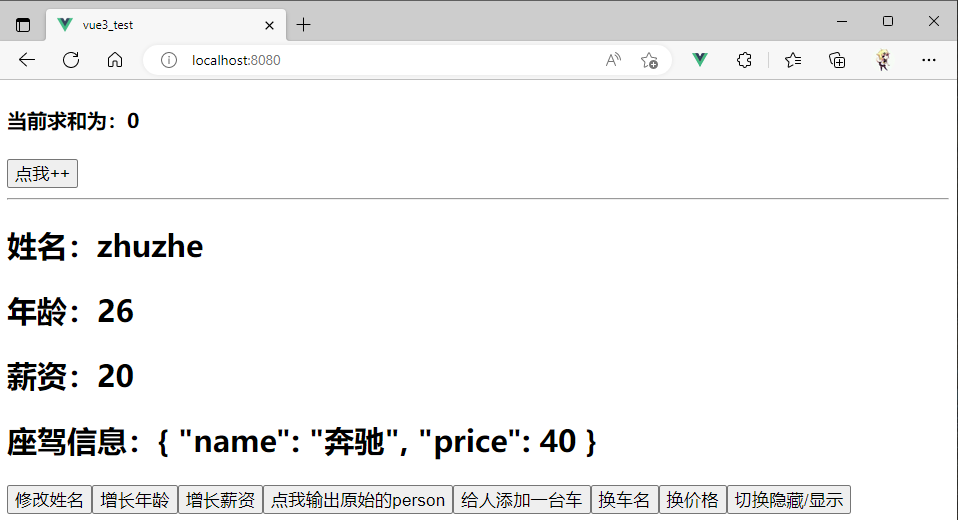 vue3_test
localhost:8080
当前求和为：0
点我++
姓名：zhuzhe
年龄：26
薪资：20
座驾信息：{ "name": "奔驰", "price": 40 }
修改姓名 增长年龄 增长薪资 点我输出原始的person 给人添加一台车 换车名 换价格 切换隐藏/显示